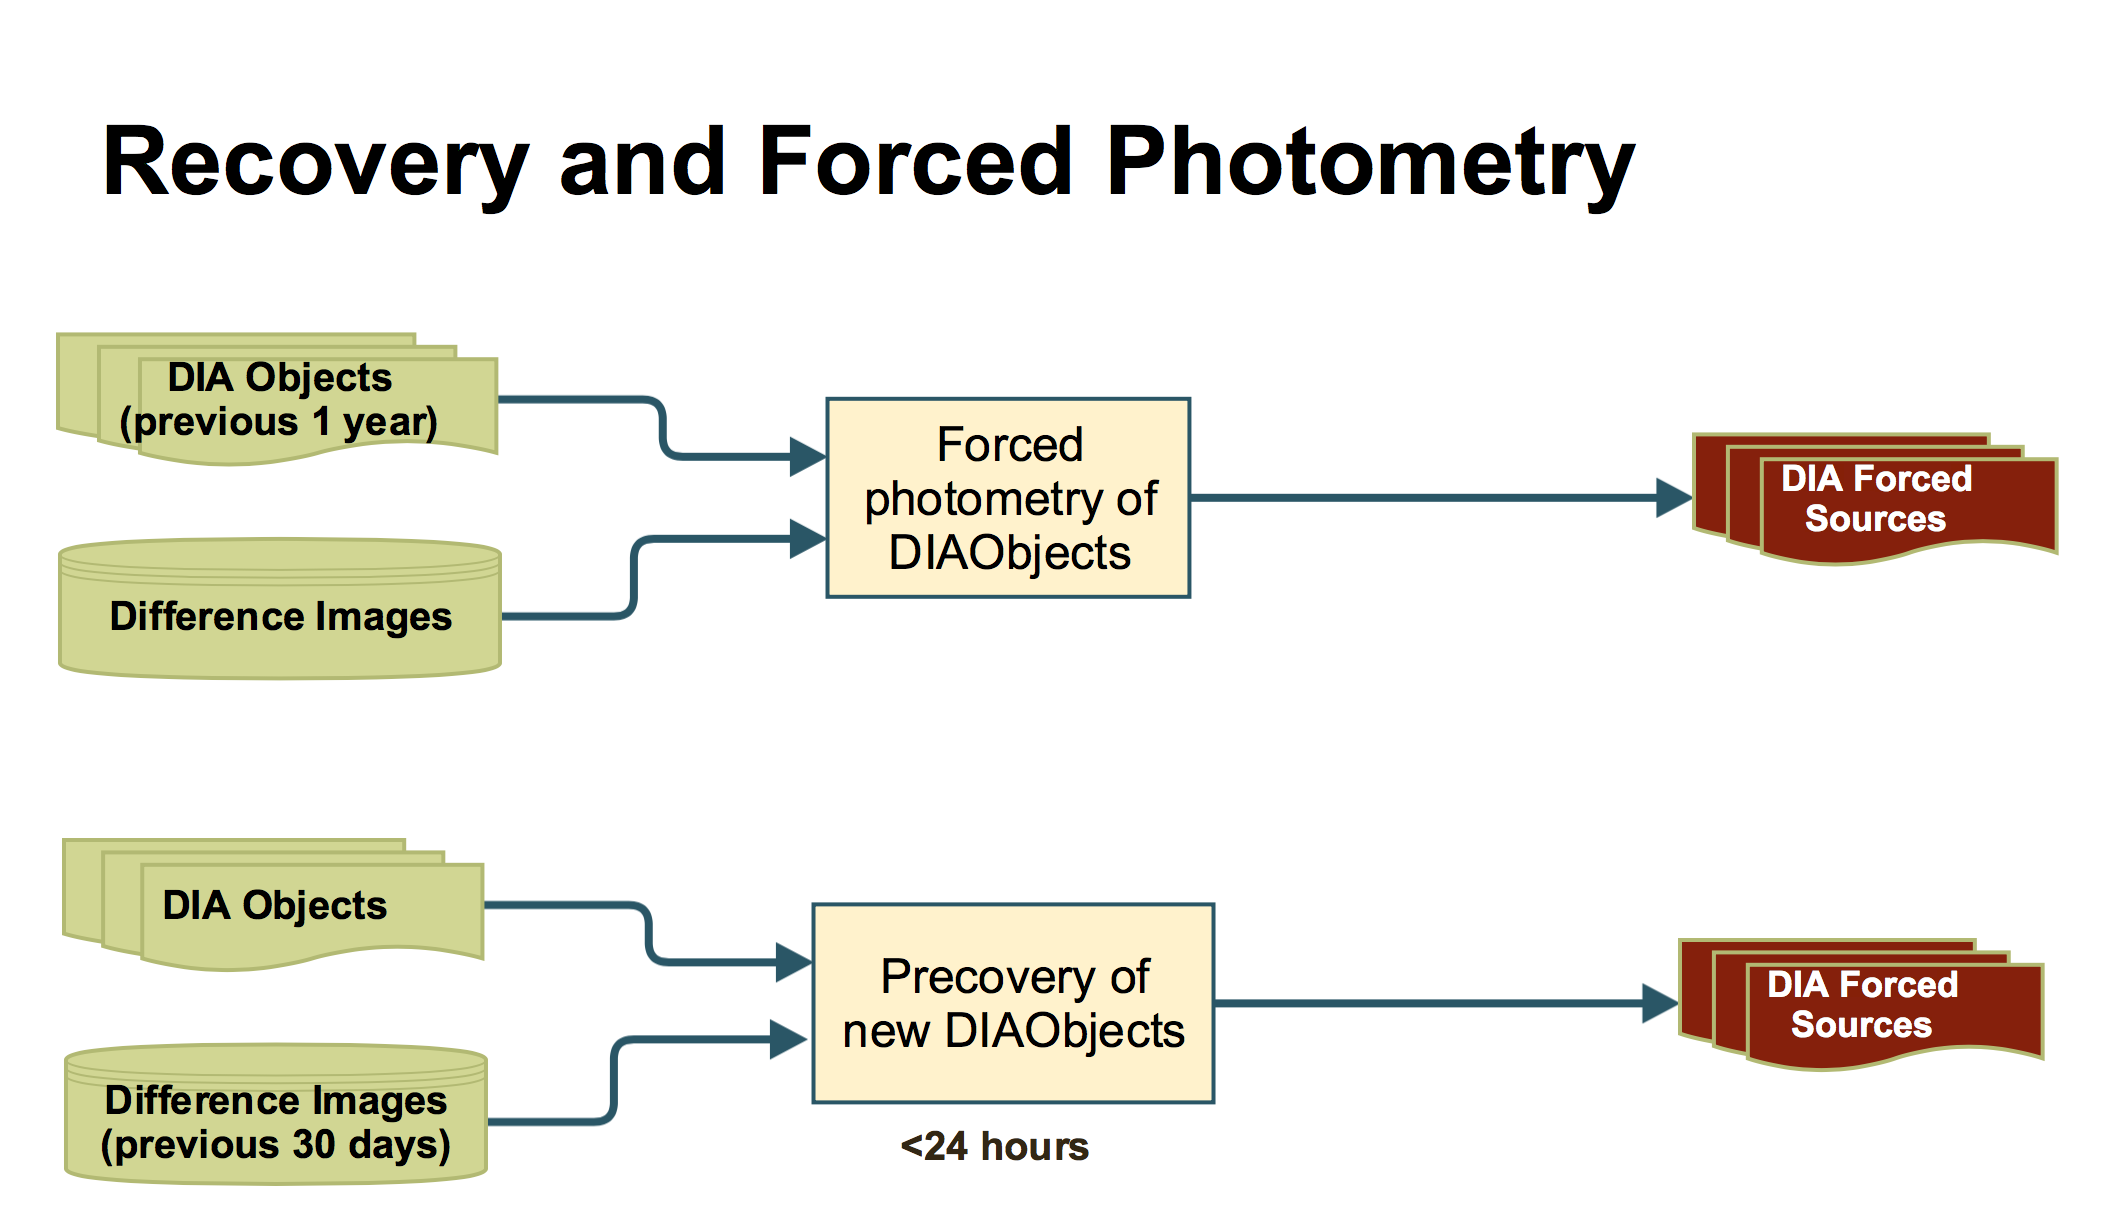 Recovery and Forced Photometry
DIA Objects
(previous 1 year)
Difference Images
Forced
photometry of
DIAObjects
DIA Forced
Sources
DIA Objects
Difference Images
(previous 30 days)
Precovery of
new DIAObjects
<24 hours
DIA Forced
Sources